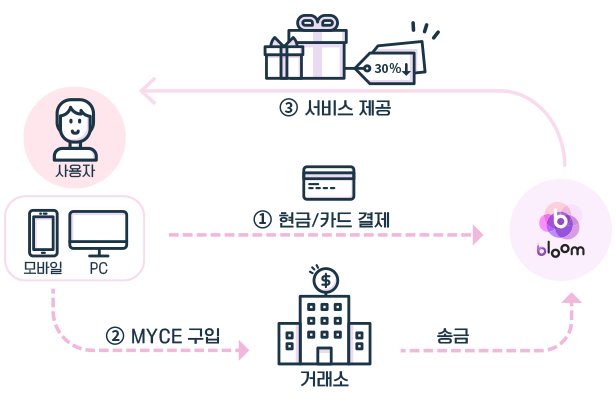 30%
③ 서비스 제공
사용자
① 현금/카드 결제
bloom
모바일
PC
$
② MYCE 구입
송금
거래소